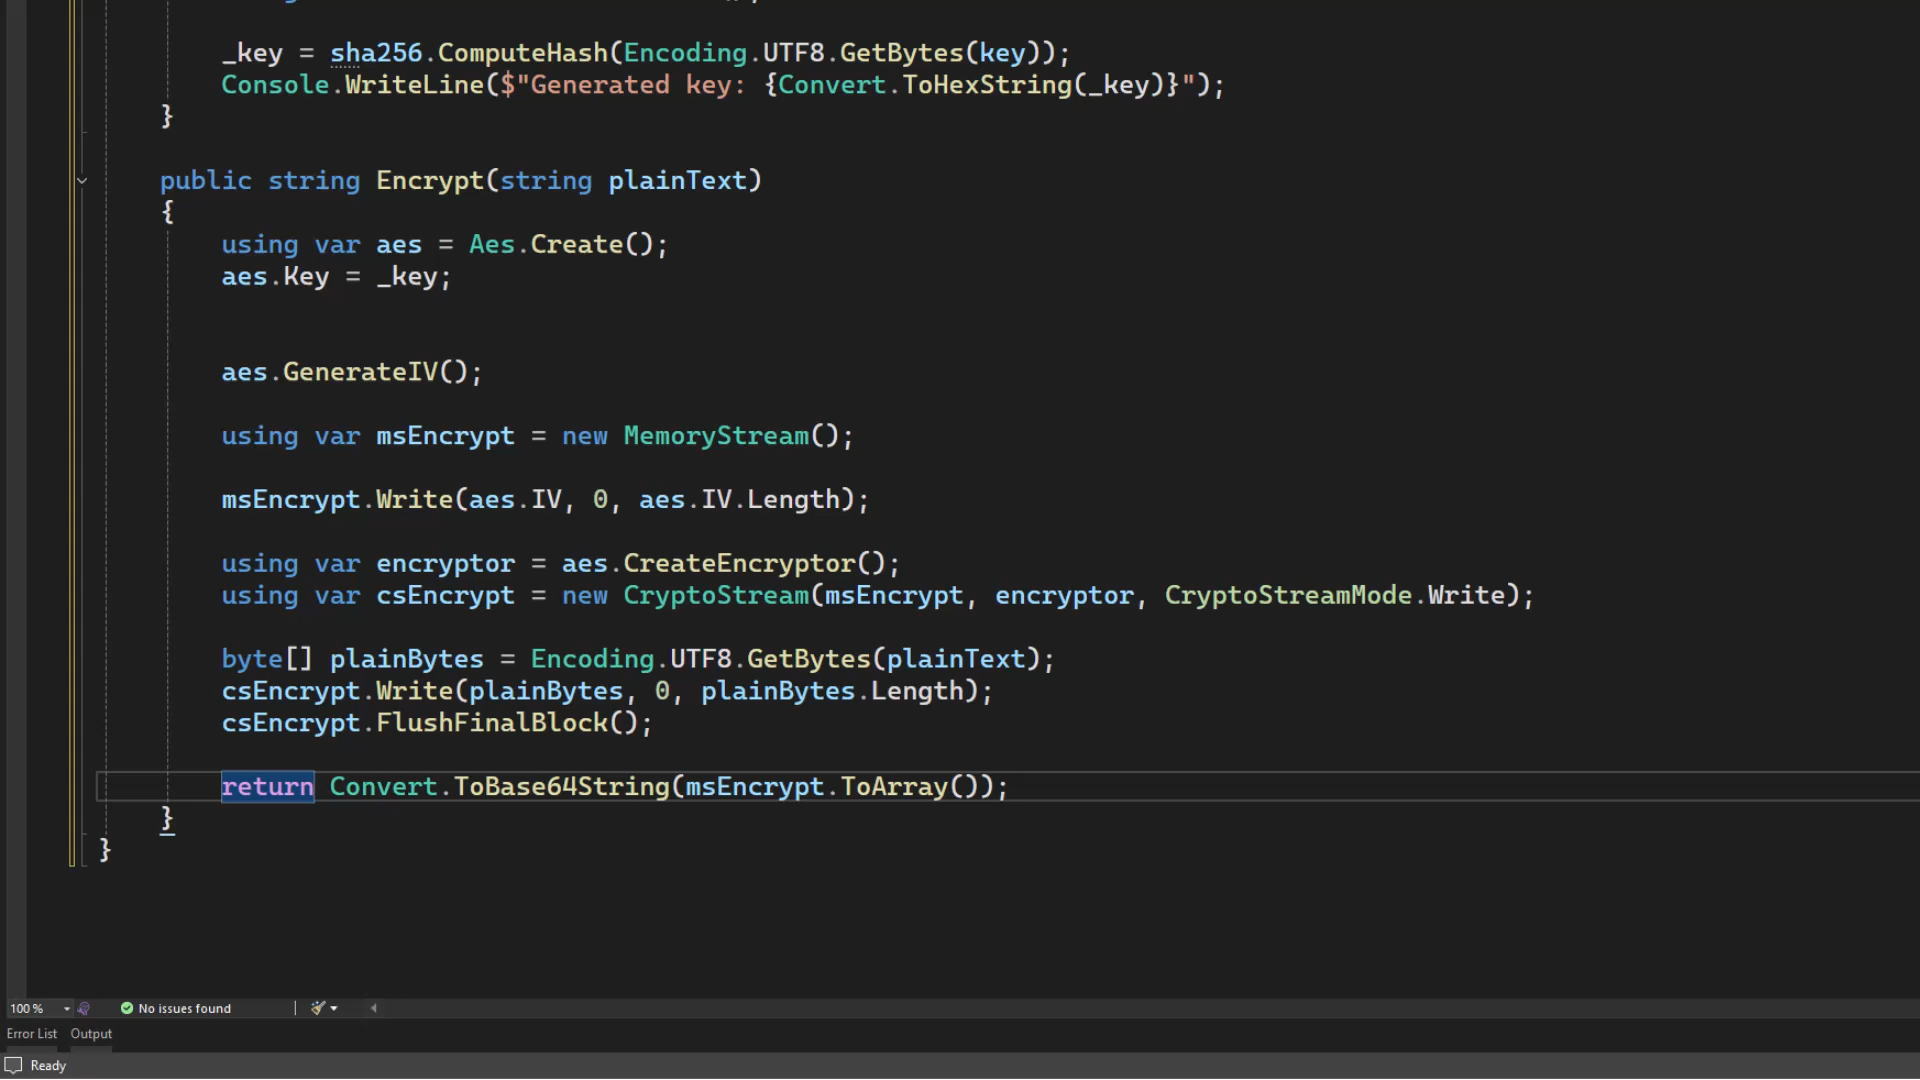 _key = sha256.ComputeHash(Encoding.UTF8.GetBytes(key));
Console.WriteLine($"Generated key: {Convert.ToHexString(_key)}");
}
public string Encrypt(string plainText)
{
using var aes = Aes.Create();
aes.Key = _key;
aes.GenerateIV();
using var msEncrypt = new MemoryStream();
msEncrypt.Write(aes.IV, 0, aes.IV.Length);
using var encryptor = aes.CreateEncryptor();
using var csEncrypt = new CryptoStream(msEncrypt, encryptor, CryptoStreamMode.Write);
byte[] plainBytes = Encoding.UTF8.GetBytes(plainText);
csEncrypt.Write(plainBytes, 0, plainBytes.Length);
csEncrypt.FlushFinalBlock();
return Convert.ToBase64String(msEncrypt.ToArray());
}
}
100 % No issues found
Error List Output
Ready